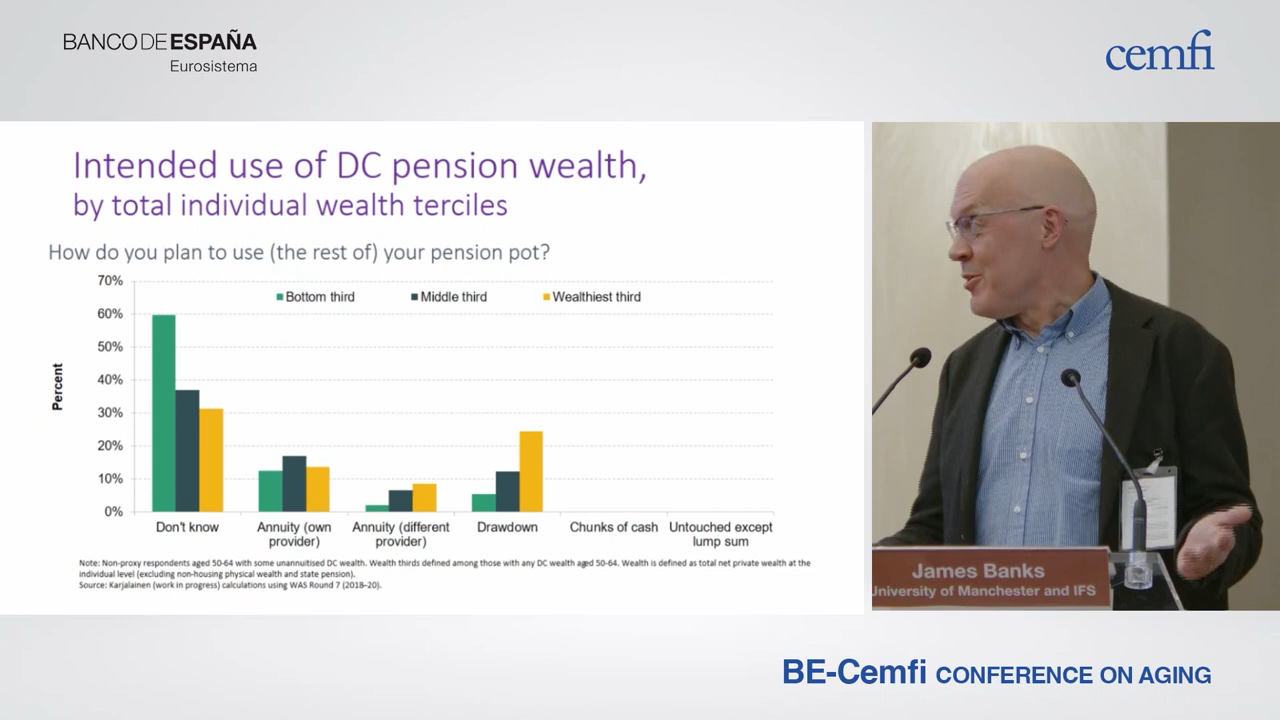 BANCO DE ESPAÑA
Eurosistema
cemfi
Intended use of DC pension wealth,
by total individual wealth terciles
How do you plan to use (the rest of) your pension pot?
70%
Bottom third
Middle third
Wealthiest third
60%
50%
40%
30%
20%
10%
0%
Percent
Don't know
Annuity (own provider)
Annuity (different provider)
Drawdown
Chunks of cash
Untouched except lump sum
Note: Non-proxy respondents aged 50-64 with some unannuitised DC wealth. Wealth thirds defined among those with any DC wealth aged 50-64. Wealth is defined as total net private wealth at the
individual level (excluding non-housing physical wealth and state pension).
Source: Karjalainen (work in progress) calculations using WAS Round 7 (2018–20).
James Banks
University of Manchester and IFS
BE-Cemfi CONFERENCE ON AGING